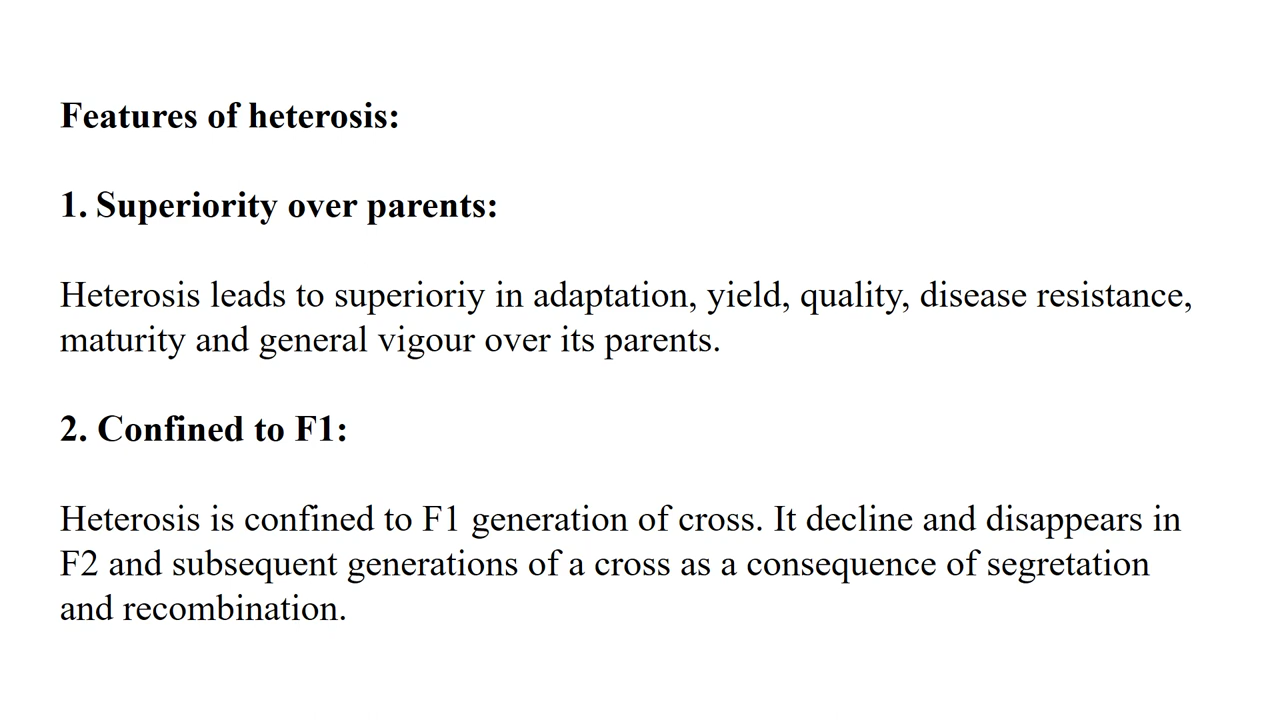 Features of heterosis:
1. Superiority over parents:
Heterosis leads to superioriy in adaptation, yield, quality, disease resistance,
maturity and general vigour over its parents.
2. Confined to F1:
Heterosis is confined to F1 generation of cross. It decline and disappears in
F2 and subsequent generations of a cross as a consequence of segretation
and recombination.